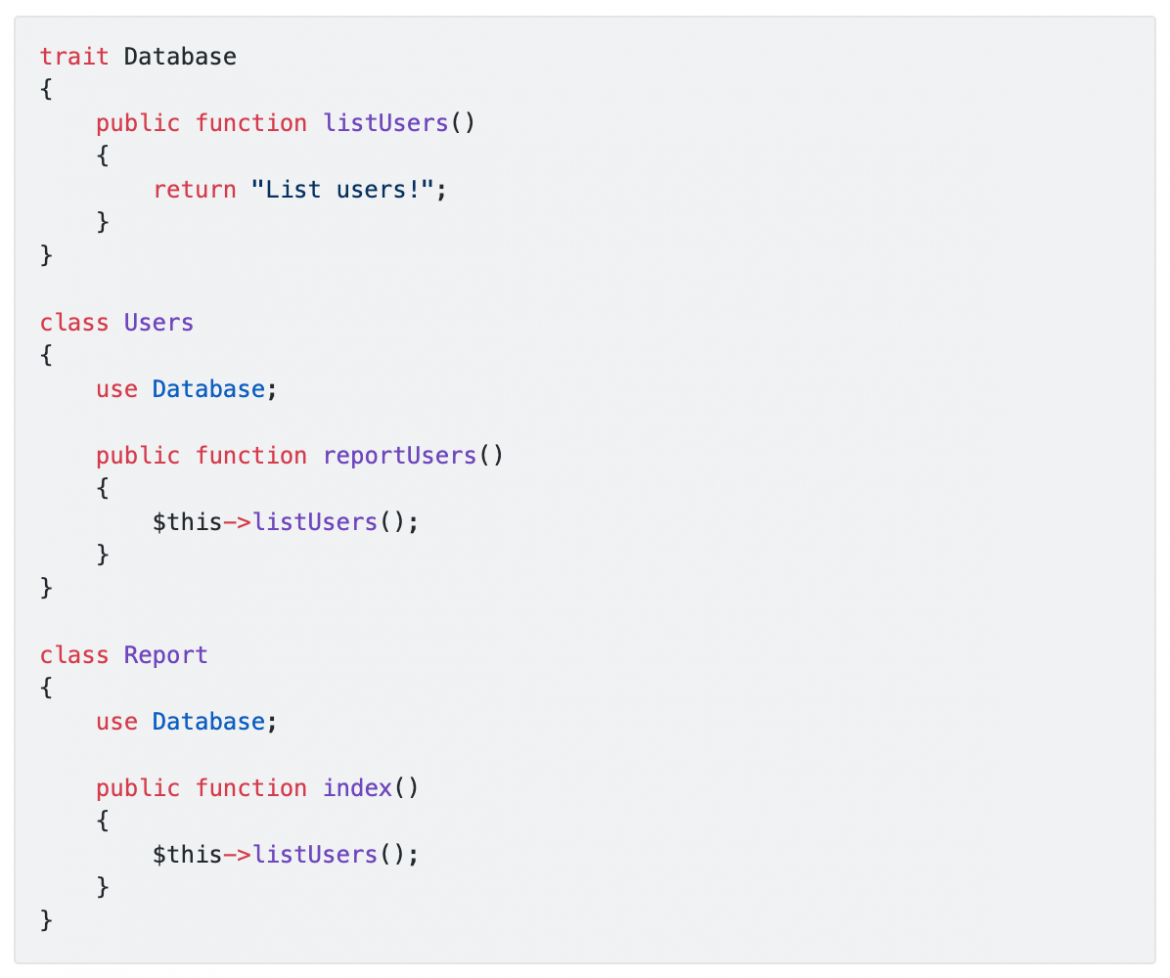 trait Database
{
    public function listUsers()
    {
        return "List users!";
    }
}

class Users
{
    use Database;

    public function reportUsers()
    {
        $this->listUsers();
    }
}

class Report
{
    use Database;

    public function index()
    {
        $this->listUsers();
    }
}